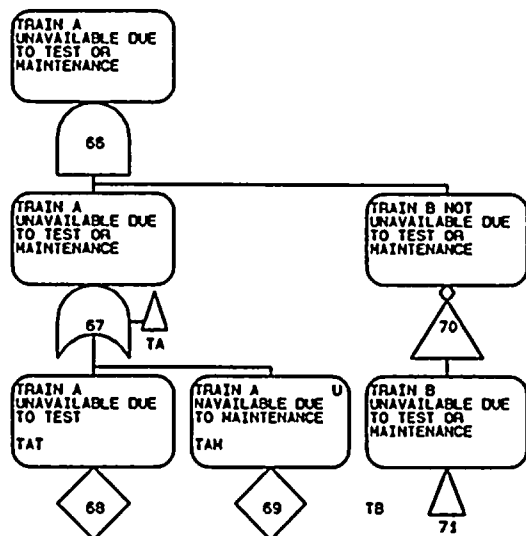 TRAIN A
UNAVAILABLE DUE
TO TEST OR
MAINTENANCE
66
TRAIN A
UNAVAILABLE DUE
TO TEST OR
MAINTENANCE
TRAIN B NOT
UNAVAILABLE DUE
TO TEST OR
MAINTENANCE
67
TA
70
TRAIN A
UNAVAILABLE DUE
TO TEST
TAT
TRAIN A U
NAVAILABLE DUE
TO MAINTENANCE
TAM
TRAIN B
UNAVAILABLE DUE
TO TEST OR
MAINTENANCE
68
69
TB
71